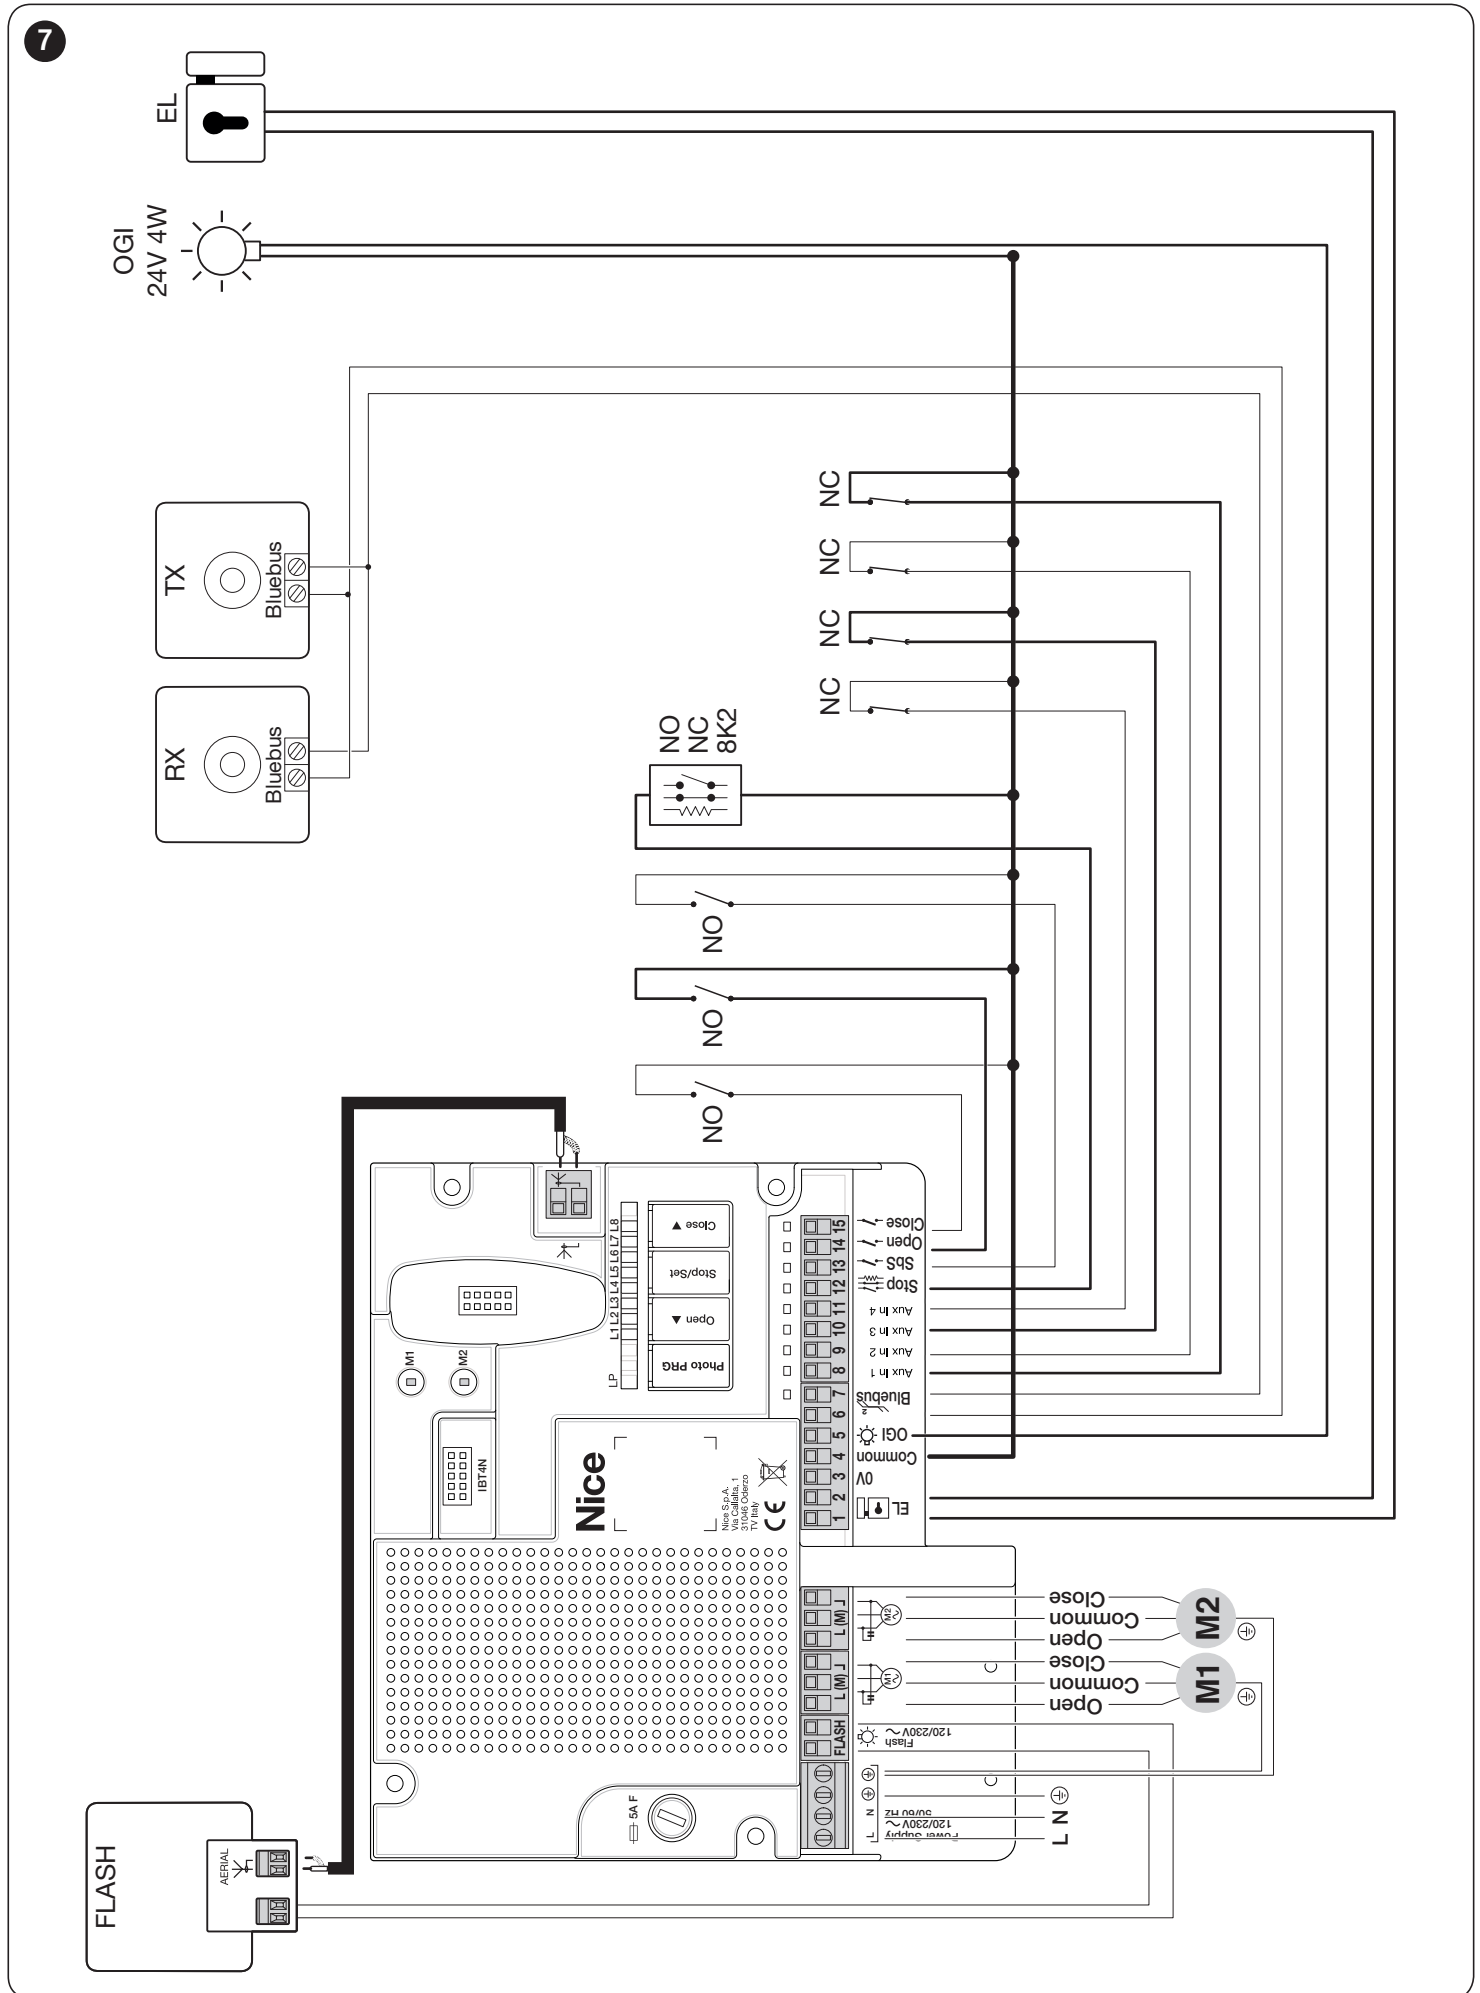 7
EL
OGI
24V 4W
TX
Bluebus
RX
Bluebus
NC
NC
NC
NC
NO
NC
8K2
NO
NO
NO
FLASH
AERIAL
M1
M2
IBT4N
LP
L1 L2 L3 L4 L5 L6 L7 L8
Photo PRG
Open ▲
Stop/Set
Close ▼
Nice
Nice S.p.A.
Via Callalta, 1
31046 Oderzo
TV Italy
CE
5A F
15 Close
14 Open
13 SbS
12 Stop
11 Aux In 4
10 Aux In 3
9 Aux In 2
8 Aux In 1
7
6
Bluebus
5 OGI
4 Common
3 0V
2
1
EL
L (M)
M2
L (M)
M1
FLASH
Flash
120/230V
L N
Power Supply
120/230V
50/60 Hz
Close
Common
Open
M2
Close
Common
Open
M1
L N